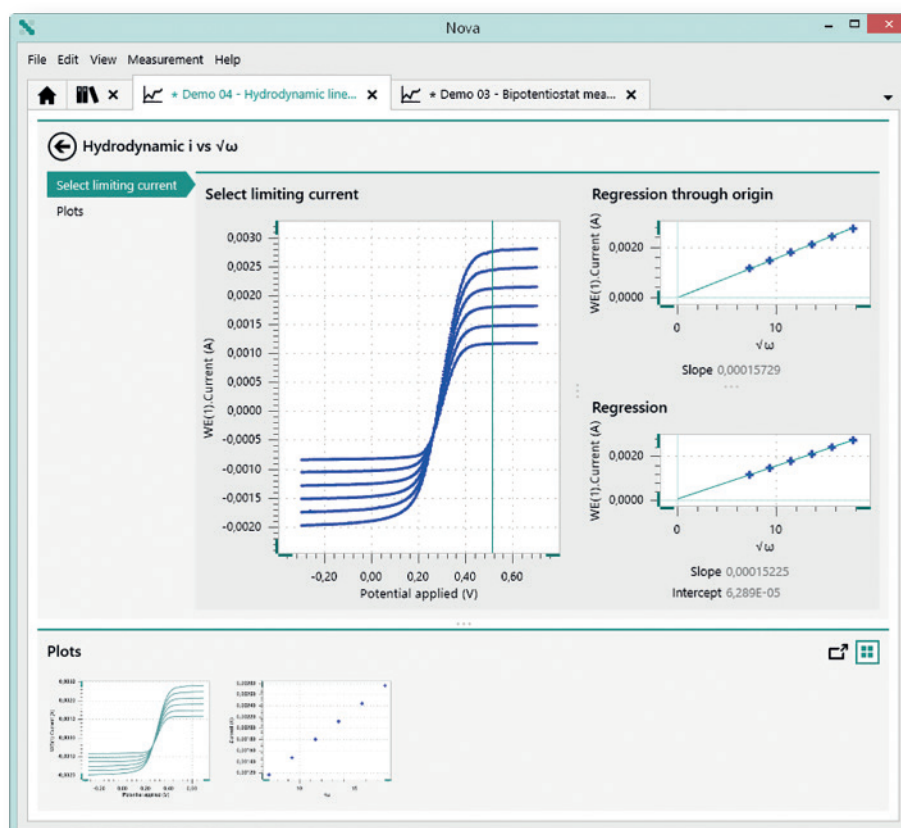 Nova
File Edit View Measurement Help
* Demo 04 - Hydrodynamic line... * Demo 03 - Bipotentiostat mea...
Hydrodynamic i vs √ω
Select limiting current
Plots
Select limiting current
WE(1).Current (A)
0,0030
0,0025
0,0020
0,0015
0,0010
0,0005
0,0000
-0,0005
-0,0010
-0,0015
-0,0020
-0,20 0,00 0,20 0,40 0,60
Potential applied (V)
Regression through origin
WE(1).Current (A)
0,0020
0,0000
0 10
√ω
Slope 0,00015729
Regression
WE(1).Current (A)
0,0020
0,0000
0 10
√ω
Slope 0,00015225
Intercept 6,289E-05
Plots
Potential applied (V)